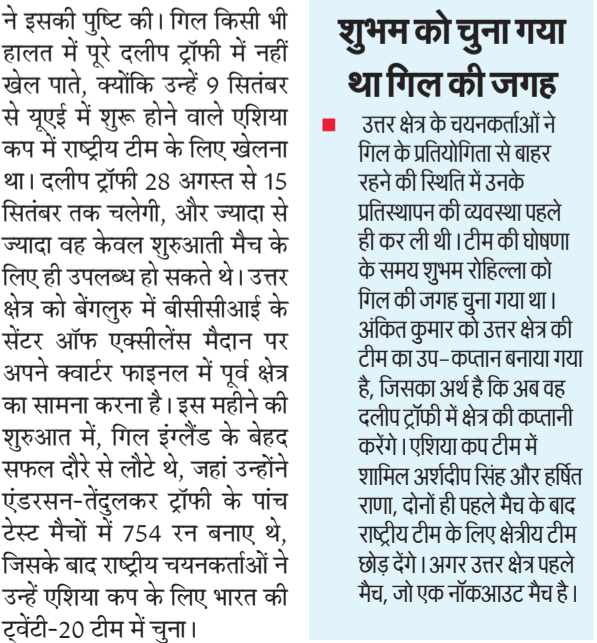 ने इसकी पुष्टि की। गिल किसी भी
हालत में पूरे दलीप ट्रॉफी में नहीं
खेल पाते, क्योंकि उन्हें 9 सितंबर
से यूएई में शुरू होने वाले एशिया
कप में राष्ट्रीय टीम के लिए खेलना
था। दलीप ट्रॉफी 28 अगस्त से 15
सितंबर तक चलेगी, और ज्यादा से
ज्यादा वह केवल शुरुआती मैच के
लिए ही उपलब्ध हो सकते थे। उत्तर
क्षेत्र को बेंगलुरु में बीसीसीआई के
सेंटर ऑफ एक्सीलेंस मैदान पर
अपने क्वार्टर फाइनल में पूर्व क्षेत्र
का सामना करना है। इस महीने की
शुरुआत में, गिल इंग्लैंड के बेहद
सफल दौरे से लौटे थे, जहां उन्होंने
एंडरसन-तेंदुलकर ट्रॉफी के पांच
टेस्ट मैचों में 754 रन बनाए थे,
जिसके बाद राष्ट्रीय चयनकर्ताओं ने
उन्हें एशिया कप के लिए भारत की
ट्वेंटी-20 टीम में चुना।
शुभम को चुना गया
था गिल की जगह
उत्तर क्षेत्र के चयनकर्ताओं ने
गिल के प्रतियोगिता से बाहर
रहने की स्थिति में उनके
प्रतिस्थापन की व्यवस्था पहले
ही कर ली थी। टीम की घोषणा
के समय शुभम रोहिल्ला को
गिल की जगह चुना गया था।
अंकित कुमार को उत्तर क्षेत्र की
टीम का उप-कप्तान बनाया गया
है, जिसका अर्थ है कि अब वह
दलीप ट्रॉफी में क्षेत्र की कप्तानी
करेंगे। एशिया कप टीम में
शामिल अर्शदीप सिंह और हर्षित
राणा, दोनों ही पहले मैच के बाद
राष्ट्रीय टीम के लिए क्षेत्रीय टीम
छोड़ देंगे। अगर उत्तर क्षेत्र पहले
मैच, जो एक नॉकआउट मैच है।